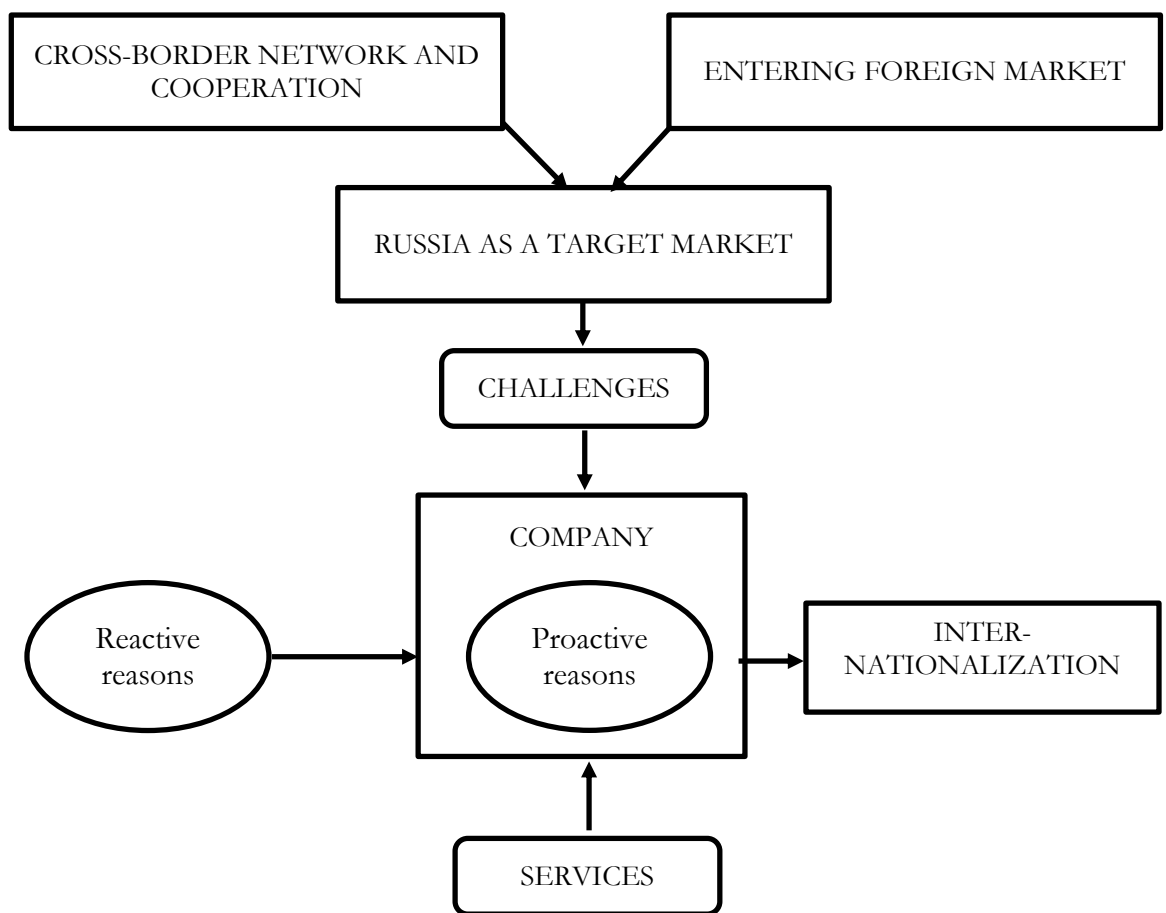 CROSS-BORDER NETWORK AND
COOPERATION
ENTERING FOREIGN MARKET
RUSSIA AS A TARGET MARKET
CHALLENGES
COMPANY
Reactive
reasons
Proactive
reasons
INTER-
NATIONALIZATION
SERVICES